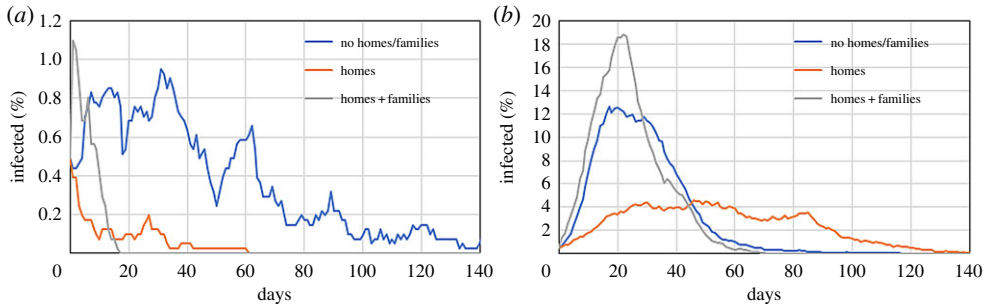 (a)
1.2
1.0
0.8
0.6
0.4
0.2
infected (%)
no homes/families
homes
homes + families
0 20 40 60 80 100 120 140
days
(b)
20
18
16
14
12
10
8
6
4
2
infected (%)
no homes/families
homes
homes + families
0 20 40 60 80 100 120 140
days